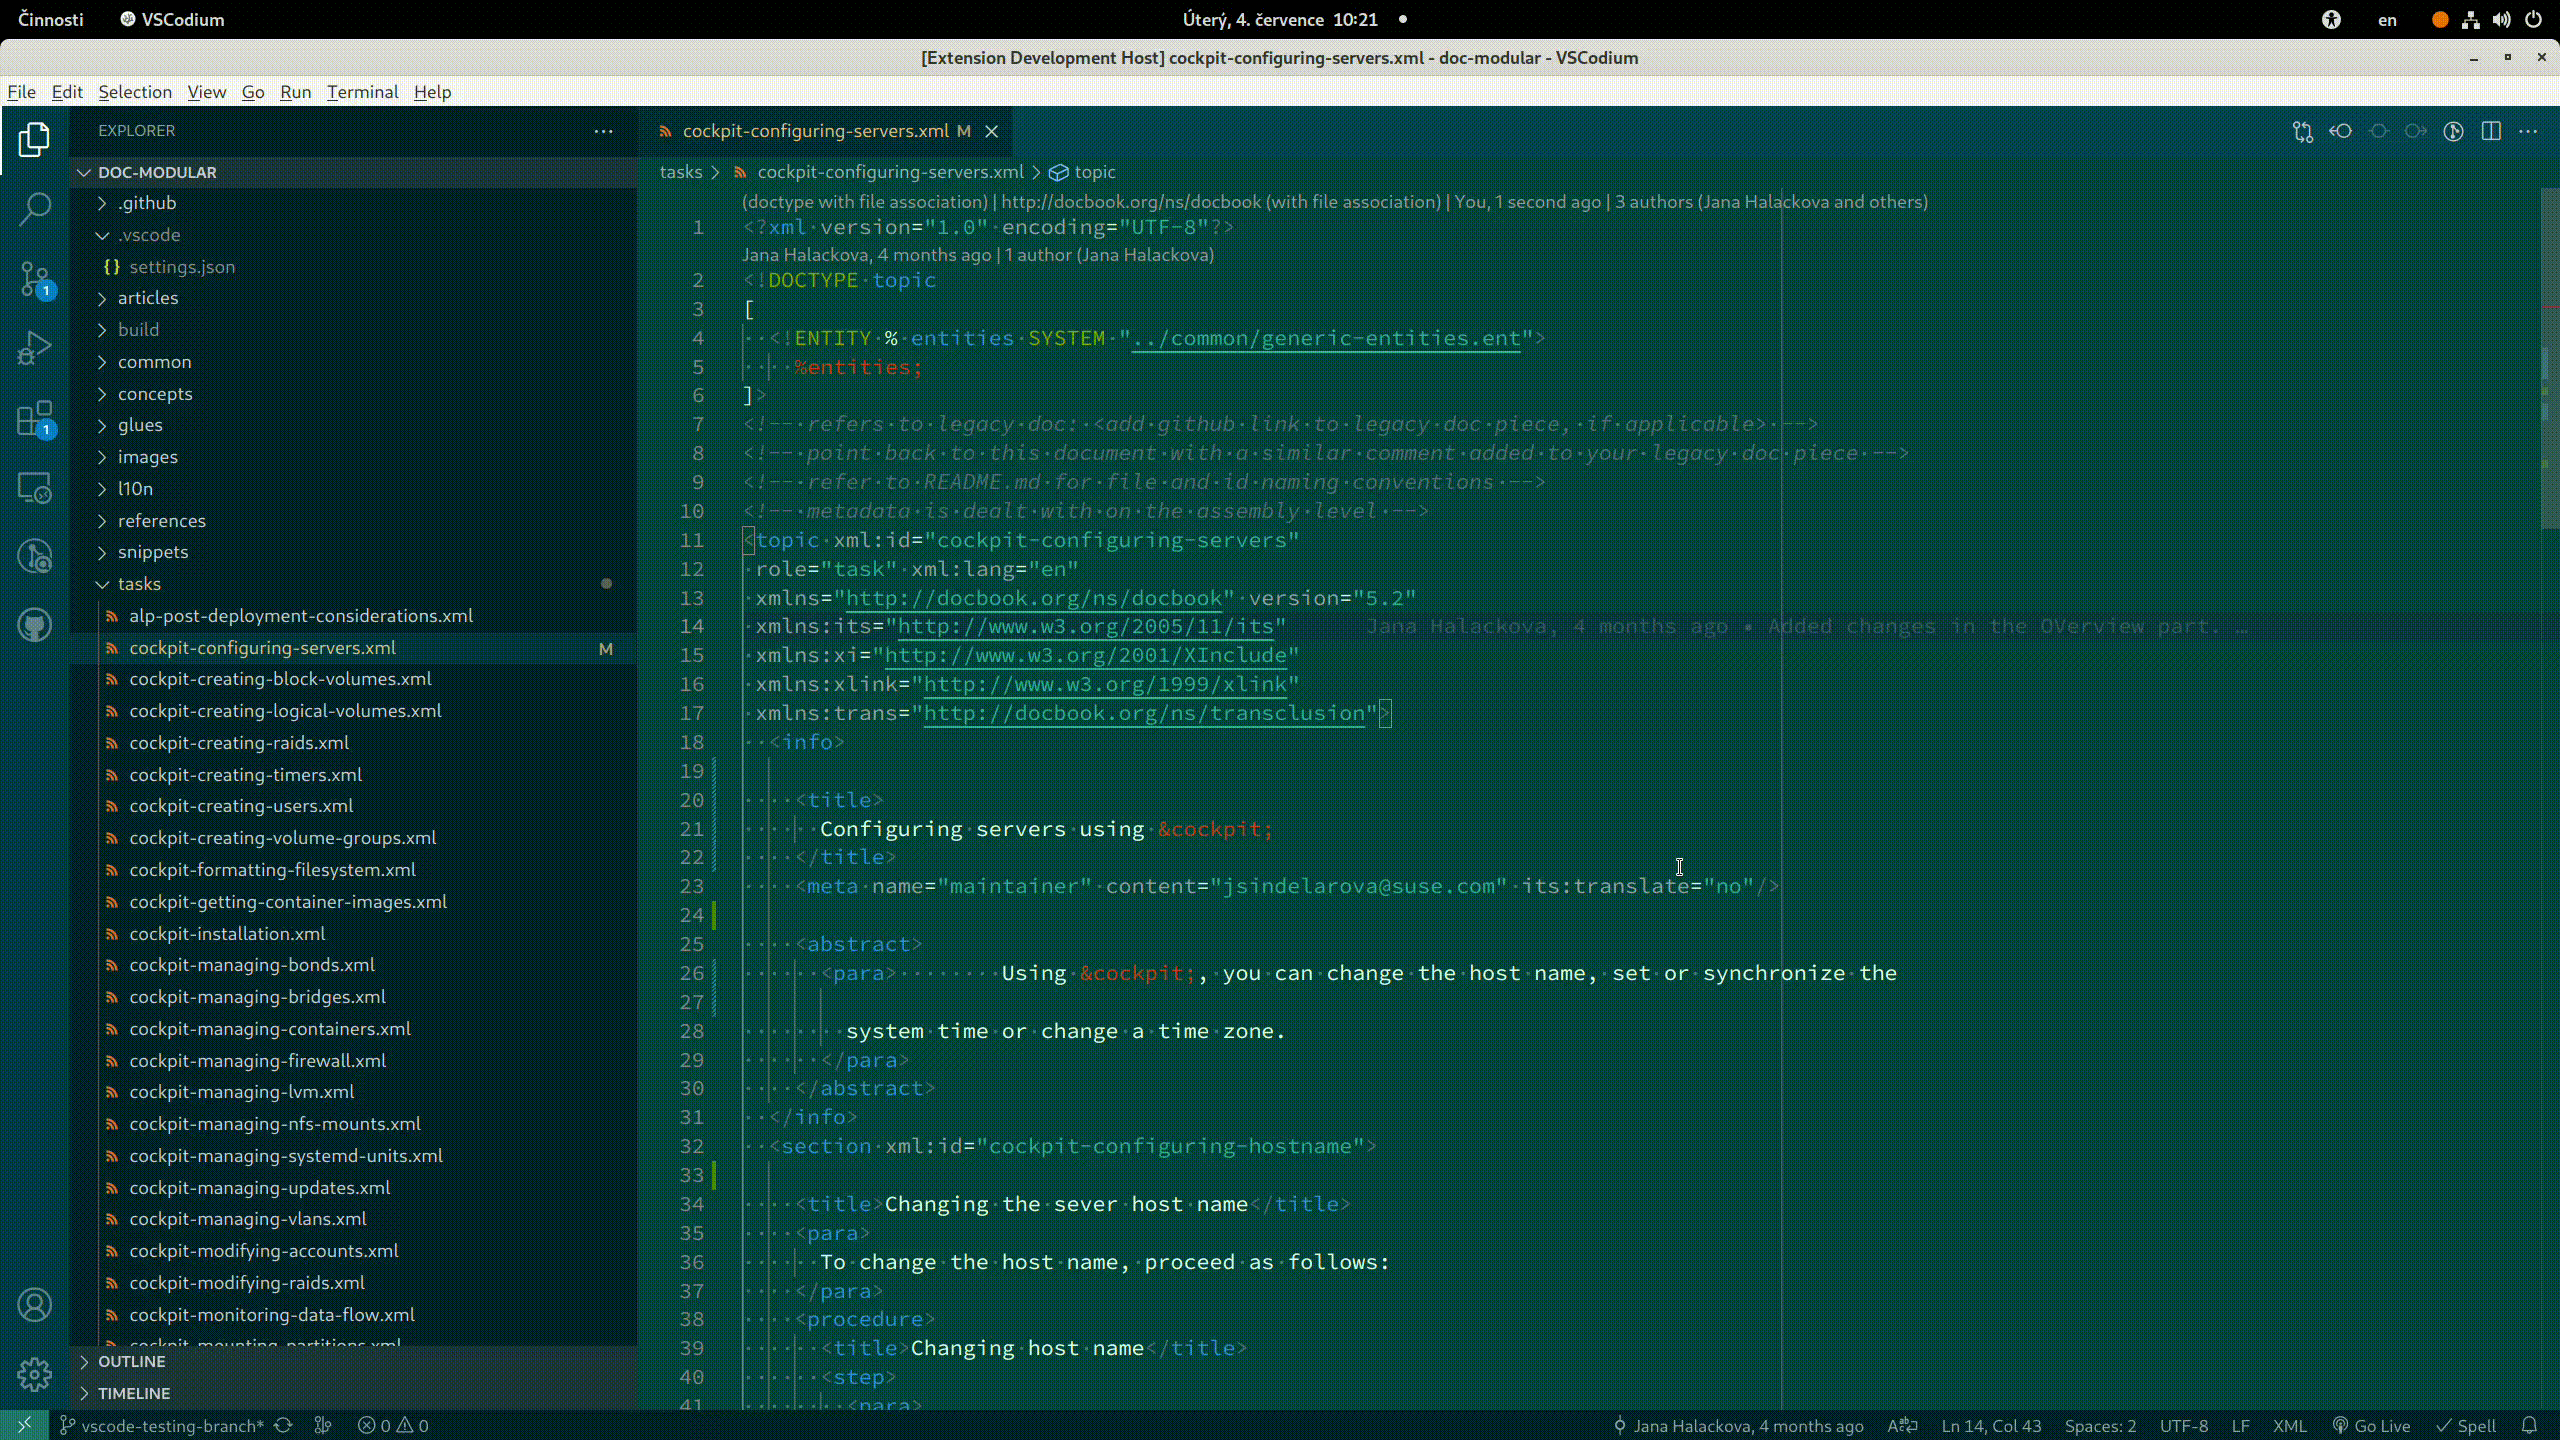 Činnosti VSCodium Úterý, 4. července 10:21 en
[Extension Development Host] cockpit-configuring-servers.xml - doc-modular - VSCodium
File Edit Selection View Go Run Terminal Help
EXPLORER
DOC-MODULAR
.github
.vscode
{} settings.json
articles
build
common
concepts
glues
images
l10n
references
snippets
tasks
alp-post-deployment-considerations.xml
cockpit-configuring-servers.xml M
cockpit-creating-block-volumes.xml
cockpit-creating-logical-volumes.xml
cockpit-creating-raids.xml
cockpit-creating-timers.xml
cockpit-creating-users.xml
cockpit-creating-volume-groups.xml
cockpit-formatting-filesystem.xml
cockpit-getting-container-images.xml
cockpit-installation.xml
cockpit-managing-bonds.xml
cockpit-managing-bridges.xml
cockpit-managing-containers.xml
cockpit-managing-firewall.xml
cockpit-managing-lvm.xml
cockpit-managing-nfs-mounts.xml
cockpit-managing-systemd-units.xml
cockpit-managing-updates.xml
cockpit-managing-vlans.xml
cockpit-modifying-accounts.xml
cockpit-modifying-raids.xml
cockpit-monitoring-data-flow.xml
cockpit-mounting-partitions.xml
OUTLINE
TIMELINE
1
1
cockpit-configuring-servers.xml M
tasks > cockpit-configuring-servers.xml > topic
(doctype with file association) | http://docbook.org/ns/docbook (with file association) | You, 1 second ago | 3 authors (Jana Halackova and others)
1 <?xml version="1.0" encoding="UTF-8"?>
Jana Halackova, 4 months ago | 1 author (Jana Halackova)
2 <!DOCTYPE topic
3 [
4 <!ENTITY % entities SYSTEM "../common/generic-entities.ent">
5 %entities;
6 ]>
7 <!-- refers to legacy doc: <add github link to legacy doc piece, if applicable> -->
8 <!-- point back to this document with a similar comment added to your legacy doc piece -->
9 <!-- refer to README.md for file and id naming conventions -->
10 <!-- metadata is dealt with on the assembly level -->
11 <topic xml:id="cockpit-configuring-servers"
12 role="task" xml:lang="en"
13 xmlns="http://docbook.org/ns/docbook" version="5.2"
14 xmlns:its="http://www.w3.org/2005/11/its" Jana Halackova, 4 months ago • Added changes in the OVerview part. …
15 xmlns:xi="http://www.w3.org/2001/XInclude"
16 xmlns:xlink="http://www.w3.org/1999/xlink"
17 xmlns:trans="http://docbook.org/ns/transclusion">
18 <info>
19
20 <title>
21 Configuring servers using &cockpit;
22 </title>
23 <meta name="maintainer" content="jsindelarova@suse.com" its:translate="no"/>
24
25 <abstract>
26 <para> Using &cockpit;, you can change the host name, set or synchronize the
27
28 system time or change a time zone.
29 </para>
30 </abstract>
31 </info>
32 <section xml:id="cockpit-configuring-hostname">
33
34 <title>Changing the sever host name</title>
35 <para>
36 To change the host name, proceed as follows:
37 </para>
38 <procedure>
39 <title>Changing host name</title>
40 <step>
41 <para>
vscode-testing-branch* 0 0 Jana Halackova, 4 months ago Ln 14, Col 43 Spaces: 2 UTF-8 LF XML Go Live Spell